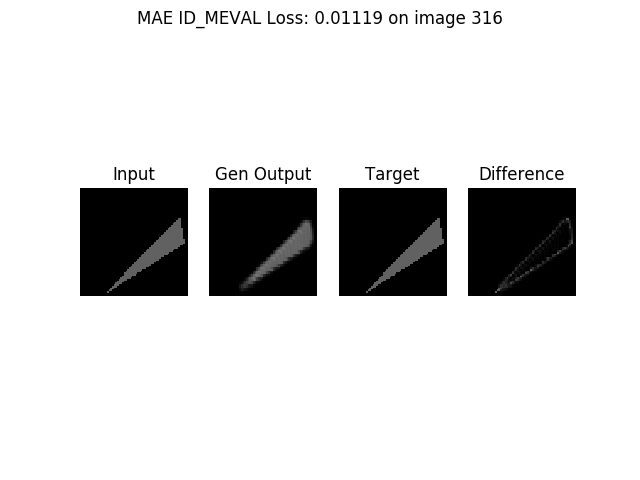 MAE ID_MEVAL Loss: 0.01119 on image 316
Input Gen Output Target Difference